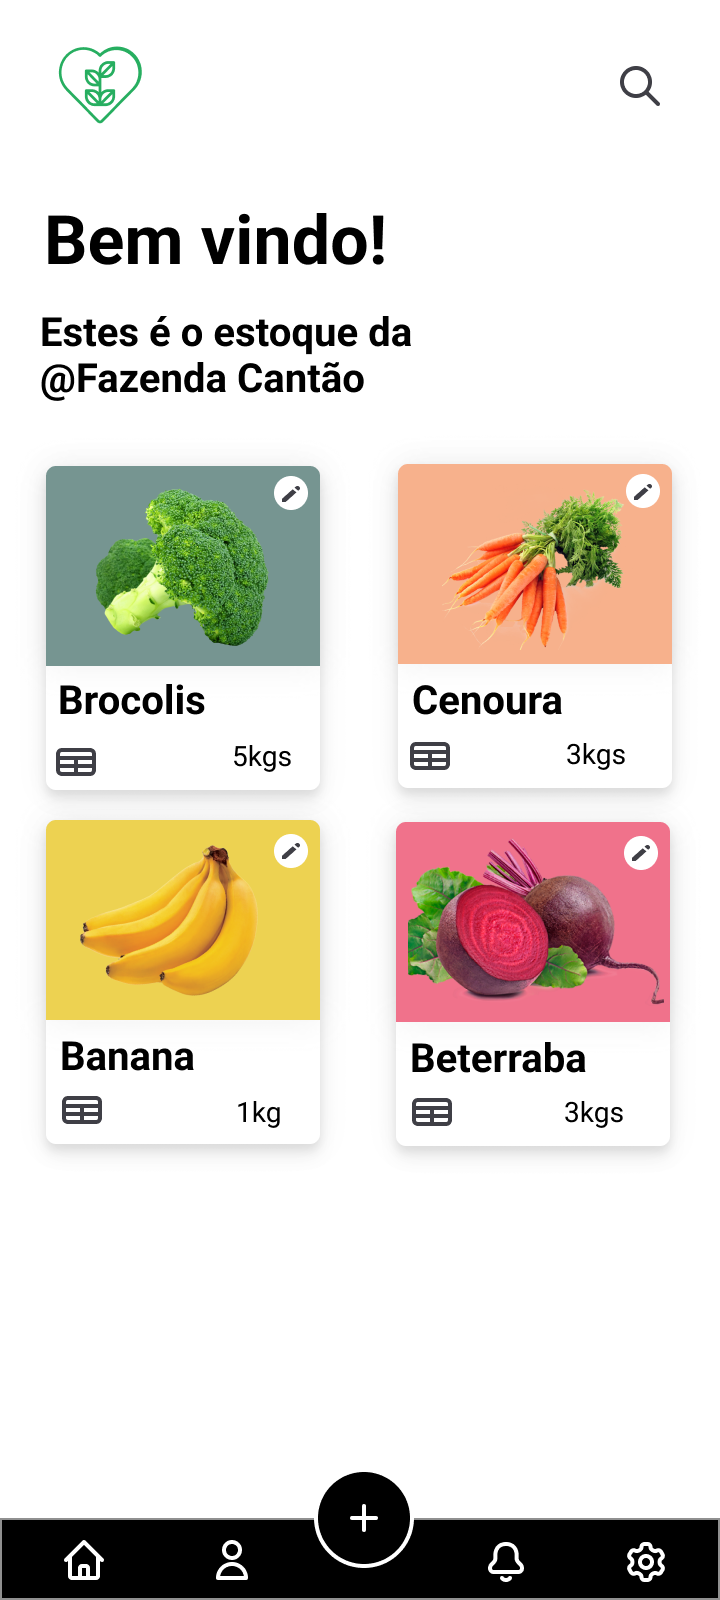 Bem vindo!
Estes é o estoque da
@Fazenda Cantão
Brocolis
5kgs
Cenoura
3kgs
Banana
1kg
Beterraba
3kgs